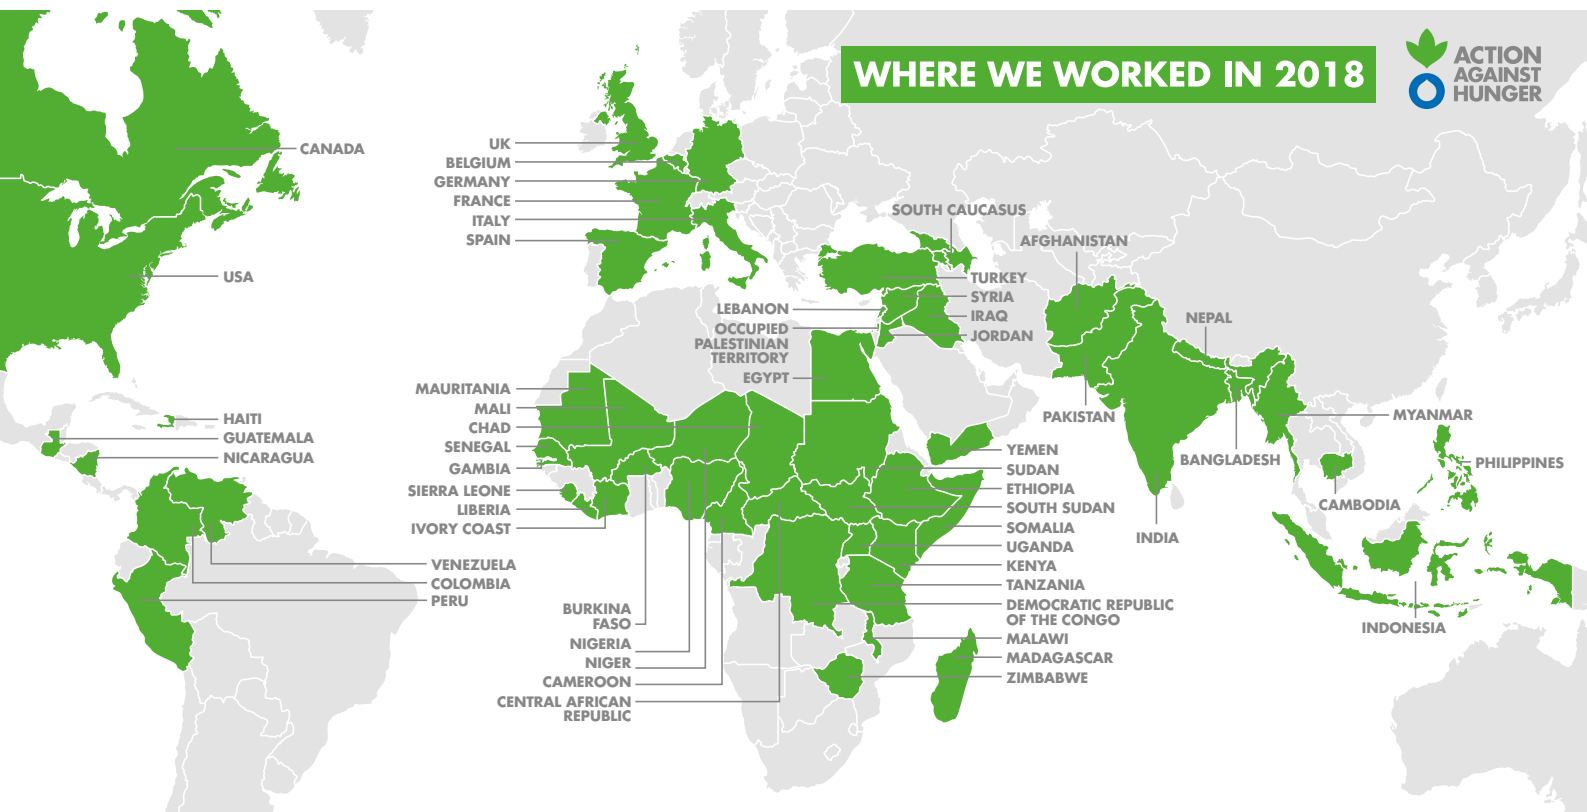 WHERE WE WORKED IN 2018
ACTION
AGAINST
HUNGER
CANADA
USA
HAITI
GUATEMALA
NICARAGUA
VENEZUELA
COLOMBIA
PERU
UK
BELGIUM
GERMANY
FRANCE
ITALY
SPAIN
MAURITANIA
MALI
CHAD
SENEGAL
GAMBIA
SIERRA LEONE
LIBERIA
IVORY COAST
BURKINA
FASO
NIGERIA
NIGER
CAMEROON
CENTRAL AFRICAN
REPUBLIC
LEBANON
OCCUPIED
PALESTINIAN
TERRITORY
EGYPT
SOUTH CAUCASUS
TURKEY
SYRIA
IRAQ
JORDAN
YEMEN
SUDAN
ETHIOPIA
SOUTH SUDAN
SOMALIA
UGANDA
KENYA
TANZANIA
DEMOCRATIC REPUBLIC
OF THE CONGO
MALAWI
MADAGASCAR
ZIMBABWE
AFGHANISTAN
PAKISTAN
NEPAL
BANGLADESH
INDIA
MYANMAR
PHILIPPINES
CAMBODIA
INDONESIA